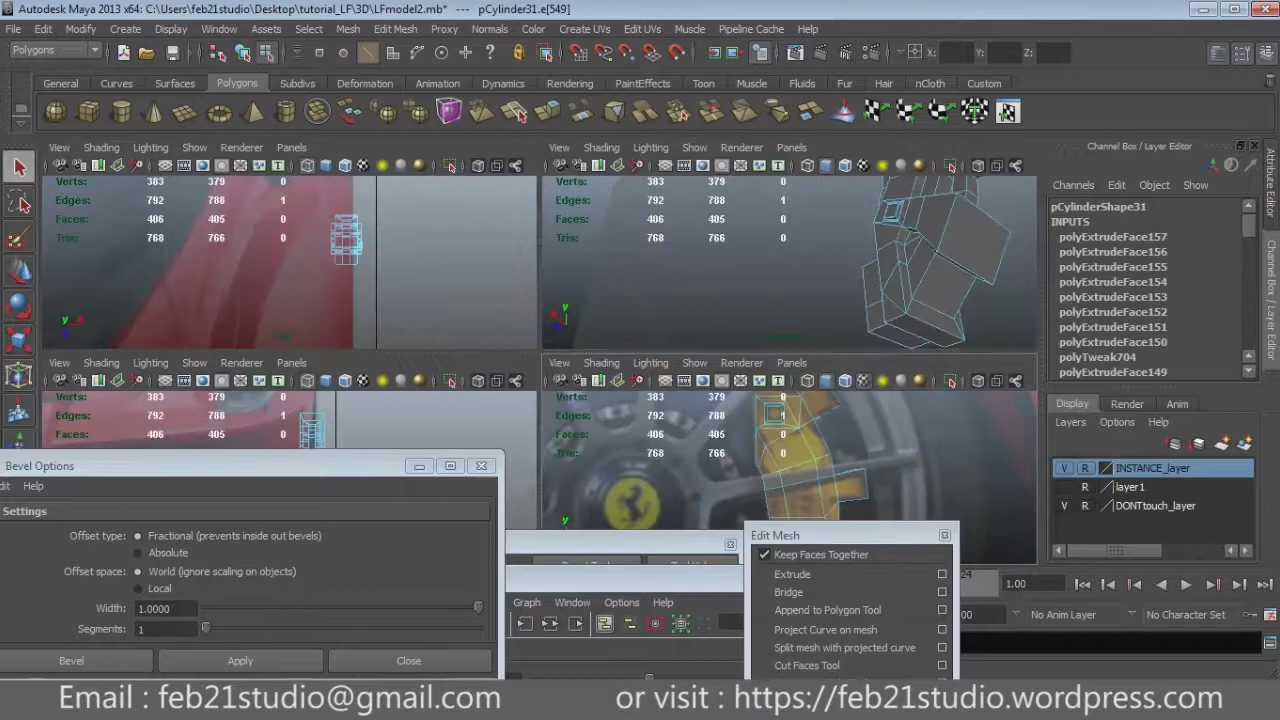 Autodesk Maya 2013 x64: C:\Users\feb21studio\Desktop\tutorial_LF\3D\LFmodel2.mb* --- pCylinder31.e[549]
File Edit Modify Create Display Window Assets Select Mesh Edit Mesh Proxy Normals Color Create UVs Edit UVs Muscle Pipeline Cache Help
Polygons X: Y: Z:
General Curves Surfaces Polygons Subdivs Deformation Animation Dynamics Rendering PaintEffects Toon Muscle Fluids Fur Hair nCloth Custom
View Shading Lighting Show Renderer Panels
Verts: 383 379 0
Edges: 792 788 1
Faces: 406 405 0
Tris: 768 766 0
y
View Shading Lighting Show Renderer Panels
Verts: 383 379 0
Edges: 792 788 1
Faces: 406 405 0
Tris: 768 766 0
y
View Shading Lighting Show Renderer Panels
Verts: 383 379 0
Edges: 792 788 1
Faces: 406 405 0
View Shading Lighting Show Renderer Panels
Verts: 383 379 0
Edges: 792 788 1
Faces: 406 405 0
Tris: 768 766 0
y
Channel Box / Layer Editor
Channels Edit Object Show
pCylinderShape31
INPUTS
polyExtrudeFace157
polyExtrudeFace156
polyExtrudeFace155
polyExtrudeFace154
polyExtrudeFace153
polyExtrudeFace152
polyExtrudeFace151
polyExtrudeFace150
polyTweak704
polyExtrudeFace149
Display Render Anim
Layers Options Help
V R INSTANCE_layer
R layer1
V R DONTtouch_layer
Attribute Editor
Channel Box / Layer Editor
24 1.00
.00 No Anim Layer No Character Set
Bevel Options
dit Help
Settings
Offset type: Fractional (prevents inside out bevels)
Absolute
Offset space: World (ignore scaling on objects)
Local
Width: 1.0000
Segments: 1
Bevel Apply Close
Graph Window Options Help
Edit Mesh
Keep Faces Together
Extrude
Bridge
Append to Polygon Tool
Project Curve on mesh
Split mesh with projected curve
Cut Faces Tool
Email : feb21studio@gmail.com or visit : https://feb21studio.wordpress.com